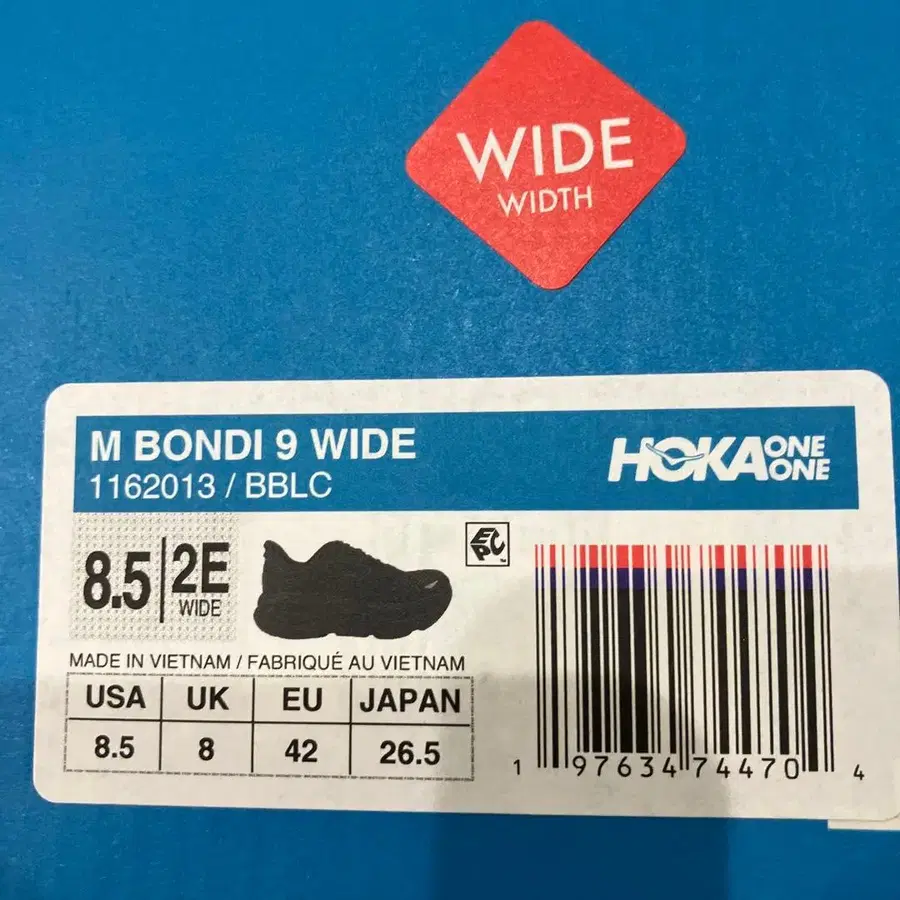 WIDE
WIDTH
M BONDI 9 WIDE
HOKA ONE ONE
1162013 / BBLC
8.5 2E
WIDE
EPC
MADE IN VIETNAM / FABRIQUÉ AU VIETNAM
USA UK EU JAPAN
8.5 8 42 26.5
1 97634 74470 4